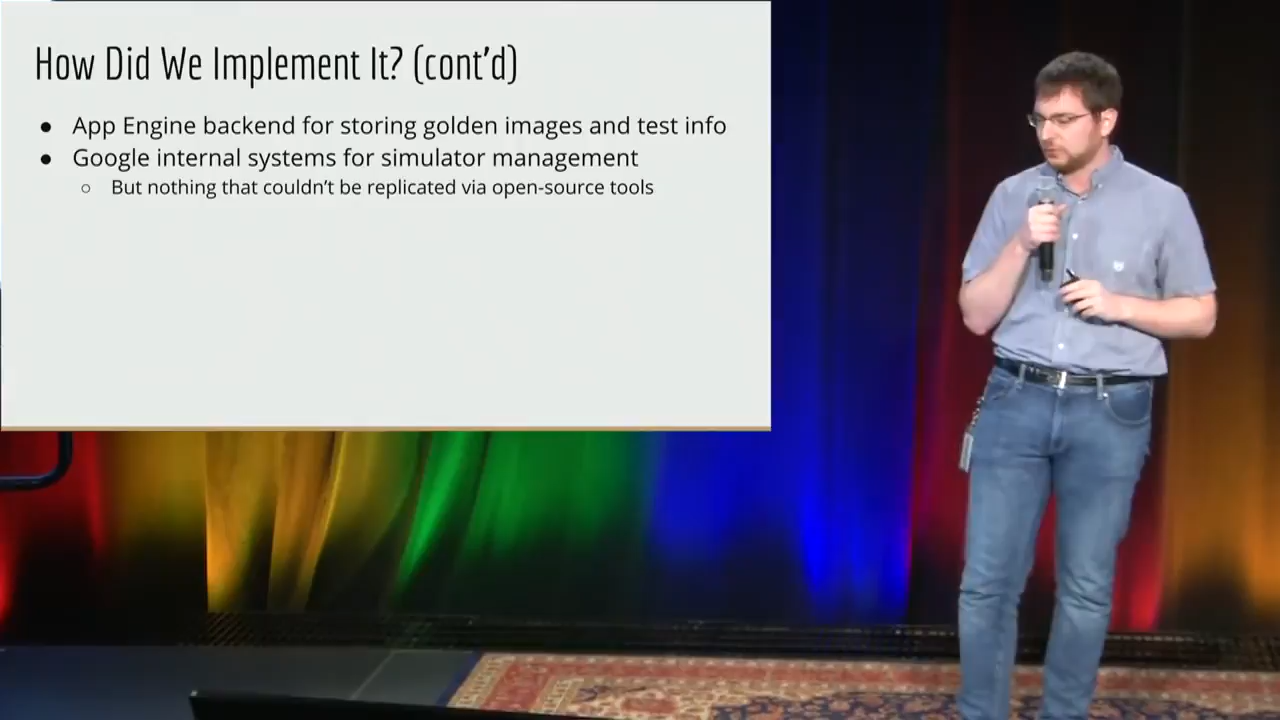 How Did We Implement It? (cont’d)
● App Engine backend for storing golden images and test info
● Google internal systems for simulator management
○ But nothing that couldn’t be replicated via open-source tools